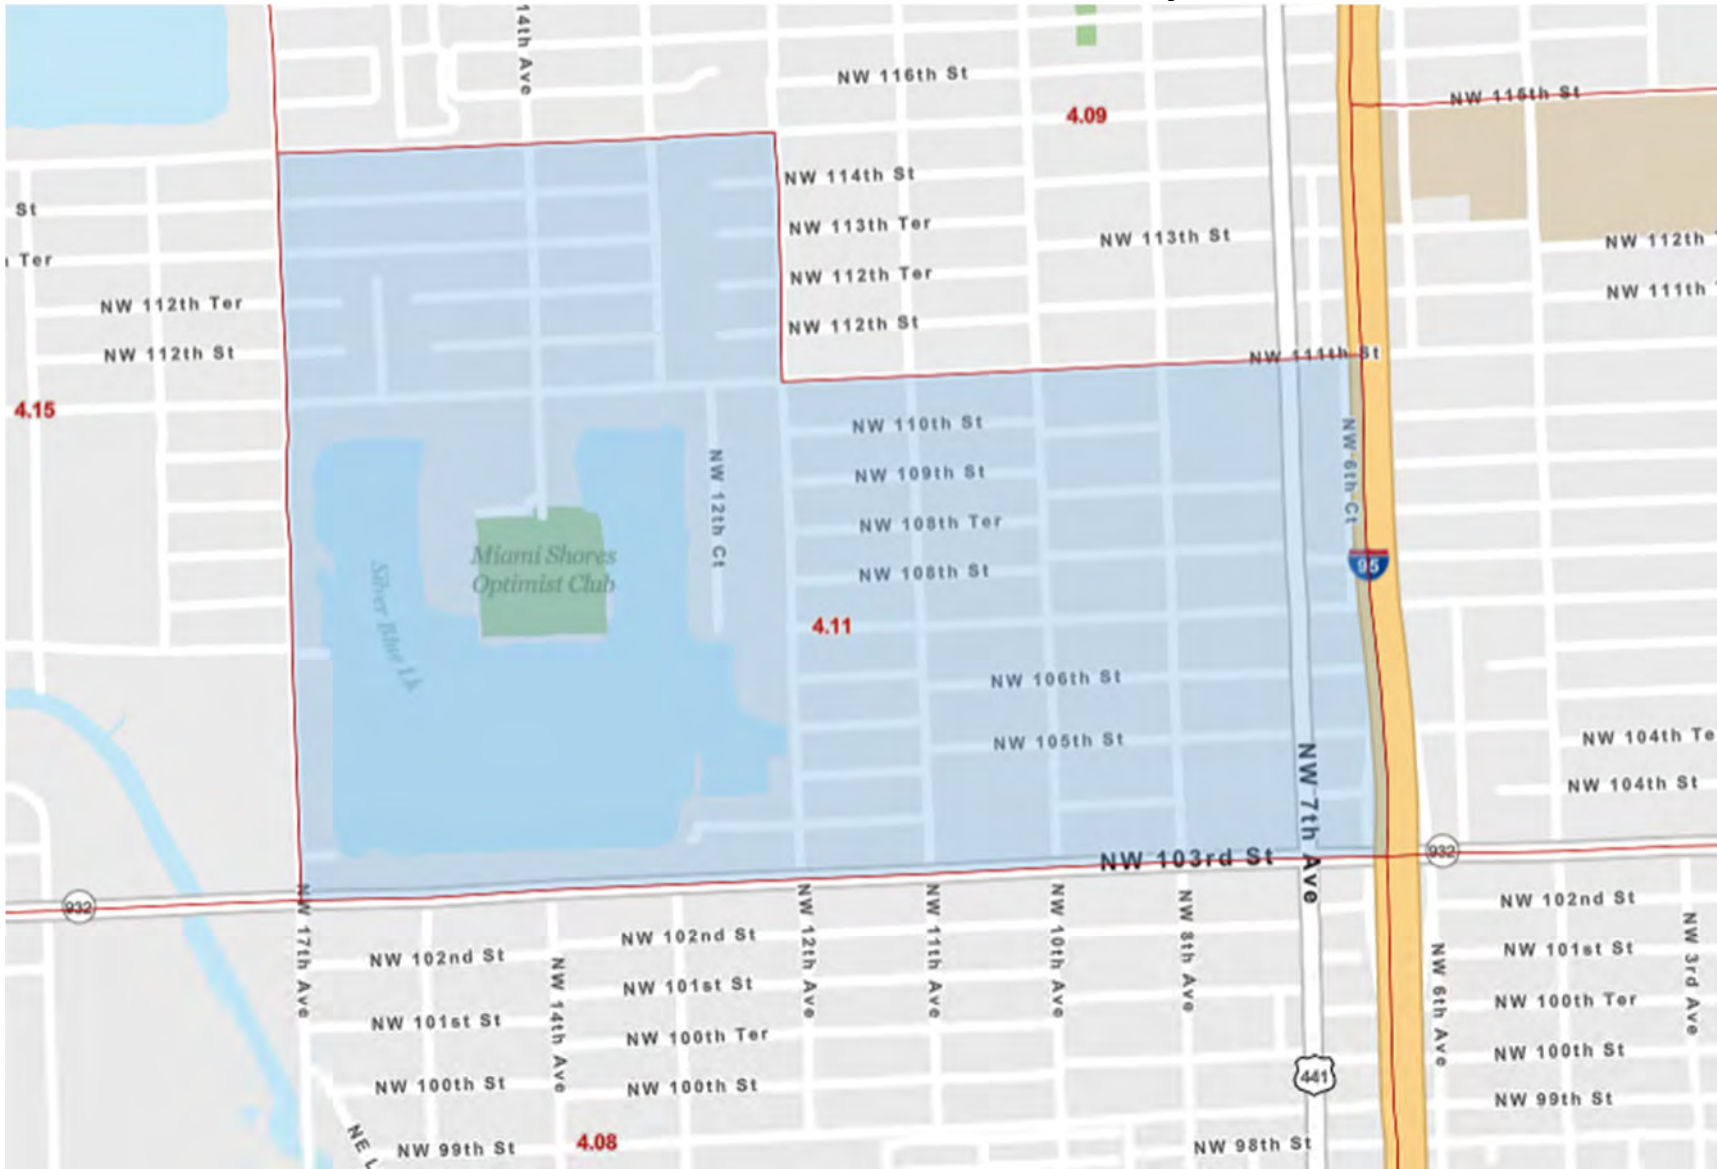 14th Ave
NW 116th St
4.09
NW 115th St
NW 114th St
St
NW 113th Ter
NW 113th St
NW 112th
Ter
NW 112th Ter
NW 112th Ter
NW 111th
NW 112th St
NW 112th St
NW 111th St
4.15
NW 110th St
NW 6th Ct
NW 109th St
NW 12th Ct
NW 108th Ter
Miami Shores
Optimist Club
95
NW 108th St
Silver Blue Lk
4.11
NW 106th St
NW 105th St
NW 104th Te
NW 104th St
NW 7th Ave
NW 103rd St
932
932
NW 17th Ave
NW 12th Ave
NW 11th Ave
NW 10th Ave
NW 8th Ave
NW 102nd St
NW 102nd St
NW 102nd St
NW 14th Ave
NW 6th Ave
NW 3rd Ave
NW 101st St
NW 101st St
NW 101st St
NW 100th Ter
NW 100th Ter
NW 100th St
NW 100th St
NW 100th St
441
NW 99th St
NE L
NW 99th St
4.08
NW 98th St